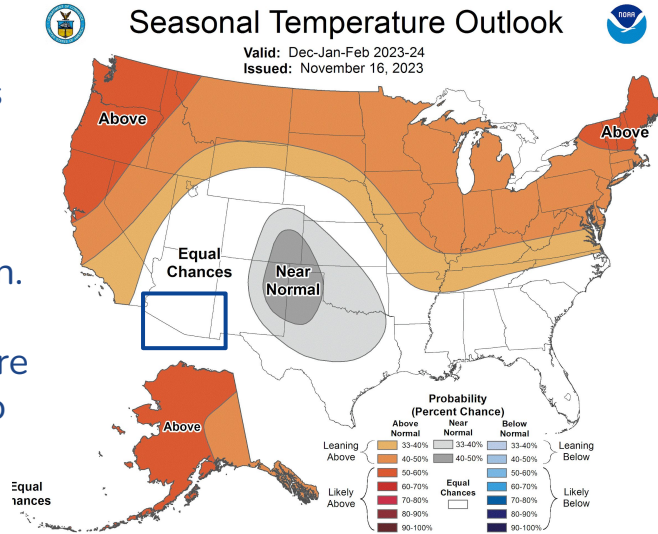 Seasonal Temperature Outlook
NOAA
Valid: Dec-Jan-Feb 2023-24
Issued: November 16, 2023
s
n.
re
Above
Above
Equal
Chances
Near
Normal
Above
Equal
hances
Probability
(Percent Chance)
Above
Normal
Near
Normal
Below
Normal
Leaning
Above
33-40%
40-50%
33-40%
40-50%
33-40%
40-50%
Leaning
Below
Likely
Above
50-60%
60-70%
70-80%
80-90%
90-100%
Equal
Chances
50-60%
60-70%
70-80%
80-90%
90-100%
Likely
Below